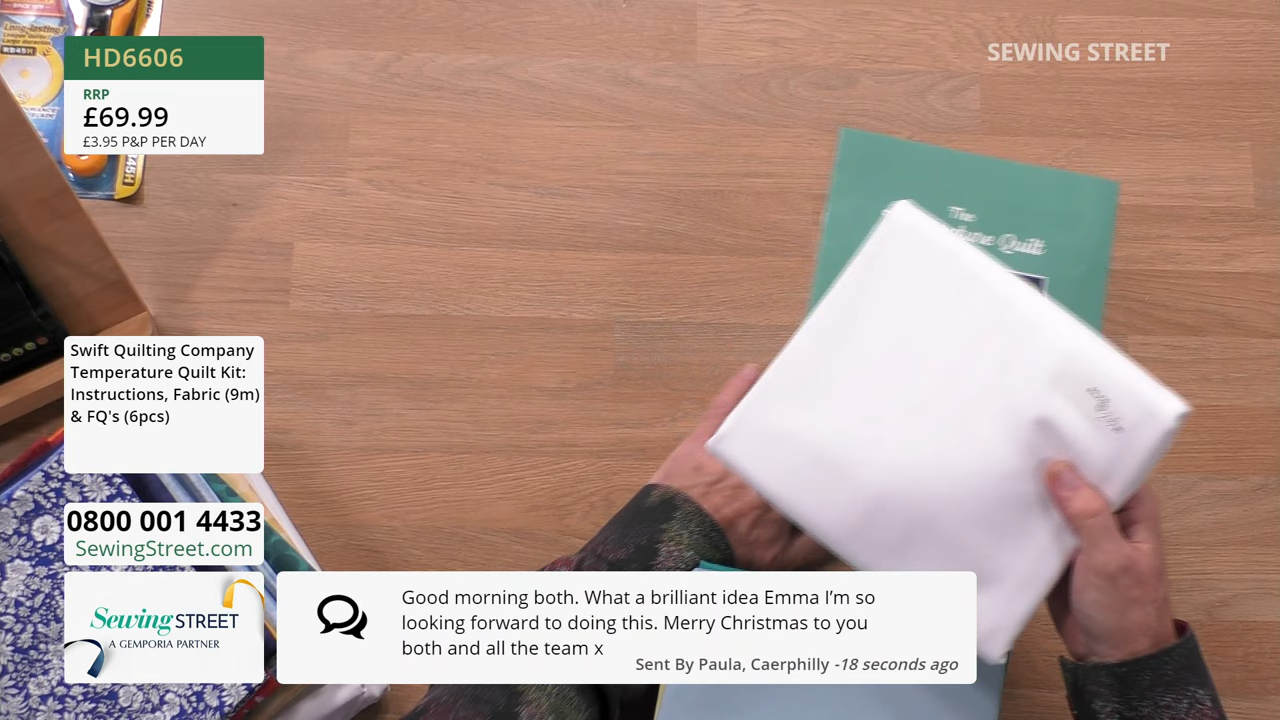 HD6606
RRP
£69.99
£3.95 P&P PER DAY
SEWING STREET
The
Quilt
Swift Quilting Company
Temperature Quilt Kit:
Instructions, Fabric (9m)
& FQ's (6pcs)
0800 001 4433
SewingStreet.com
Sewing STREET
A GEMPORIA PARTNER
Good morning both. What a brilliant idea Emma I'm so
looking forward to doing this. Merry Christmas to you
both and all the team x
Sent By Paula, Caerphilly -18 seconds ago
RB45H
45H